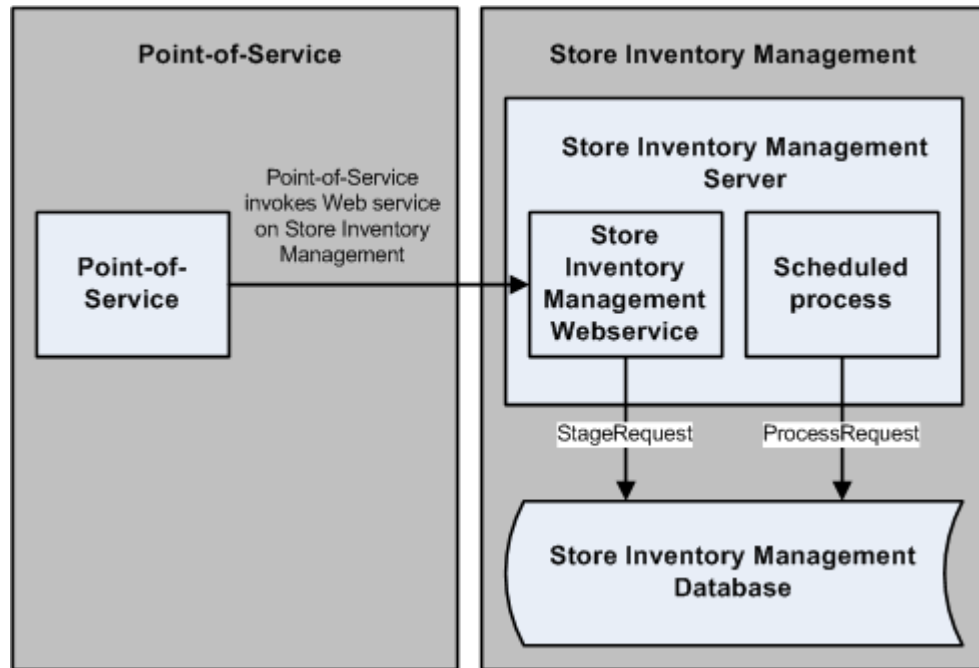 Point-of-Service
Store Inventory Management
Store Inventory Management
Server
Point-of-Service
invokes Web service
on Store Inventory
Management
Point-of-
Service
Store
Inventory
Management
Webservice
Scheduled
process
StageRequest
ProcessRequest
Store Inventory Management
Database